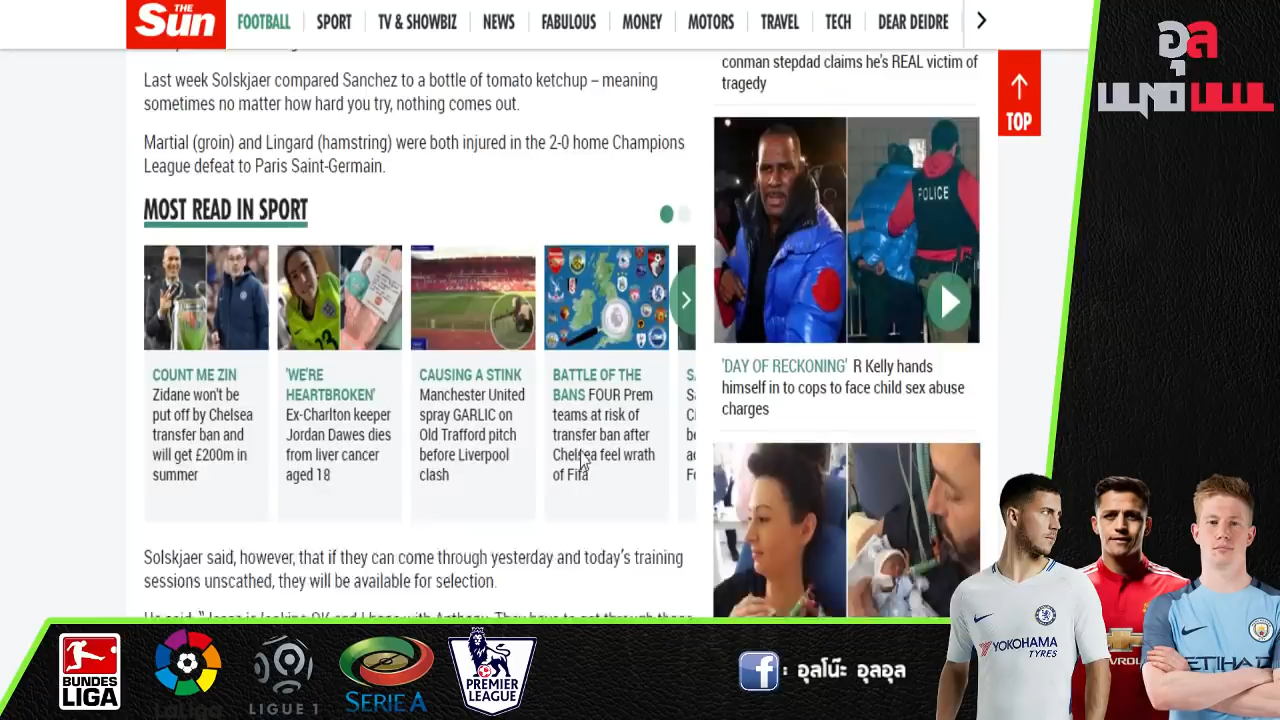 THE
Sun
FOOTBALL
SPORT
TV & SHOWBIZ
NEWS
FABULOUS
MONEY
MOTORS
TRAVEL
TECH
DEAR DEIDRE
Last week Solskjaer compared Sanchez to a bottle of tomato ketchup – meaning
sometimes no matter how hard you try, nothing comes out.
Martial (groin) and Lingard (hamstring) were both injured in the 2-0 home Champions
League defeat to Paris Saint-Germain.
MOST READ IN SPORT
COUNT ME ZIN
Zidane won't be
put off by Chelsea
transfer ban and
will get £200m in
summer
'WE'RE
HEARTBROKEN'
Ex-Charlton keeper
Jordan Dawes dies
from liver cancer
aged 18
CAUSING A STINK
Manchester United
spray GARLIC on
Old Trafford pitch
before Liverpool
clash
BATTLE OF THE
BANS FOUR Prem
teams at risk of
transfer ban after
Chelsea feel wrath
of Fifa
Solskjaer said, however, that if they can come through yesterday and today's training
sessions unscathed, they will be available for selection.
conman stepdad claims he's REAL victim of
tragedy
POLICE
'DAY OF RECKONING' R Kelly hands
himself in to cops to face child sex abuse
charges
TOP
BUNDES
LIGA
LaLiga
LIGUE 1
SERIE A
PREMIER
LEAGUE
f : อุลโน๊ะ อุลอุล
YOKOHAMA
TYRES